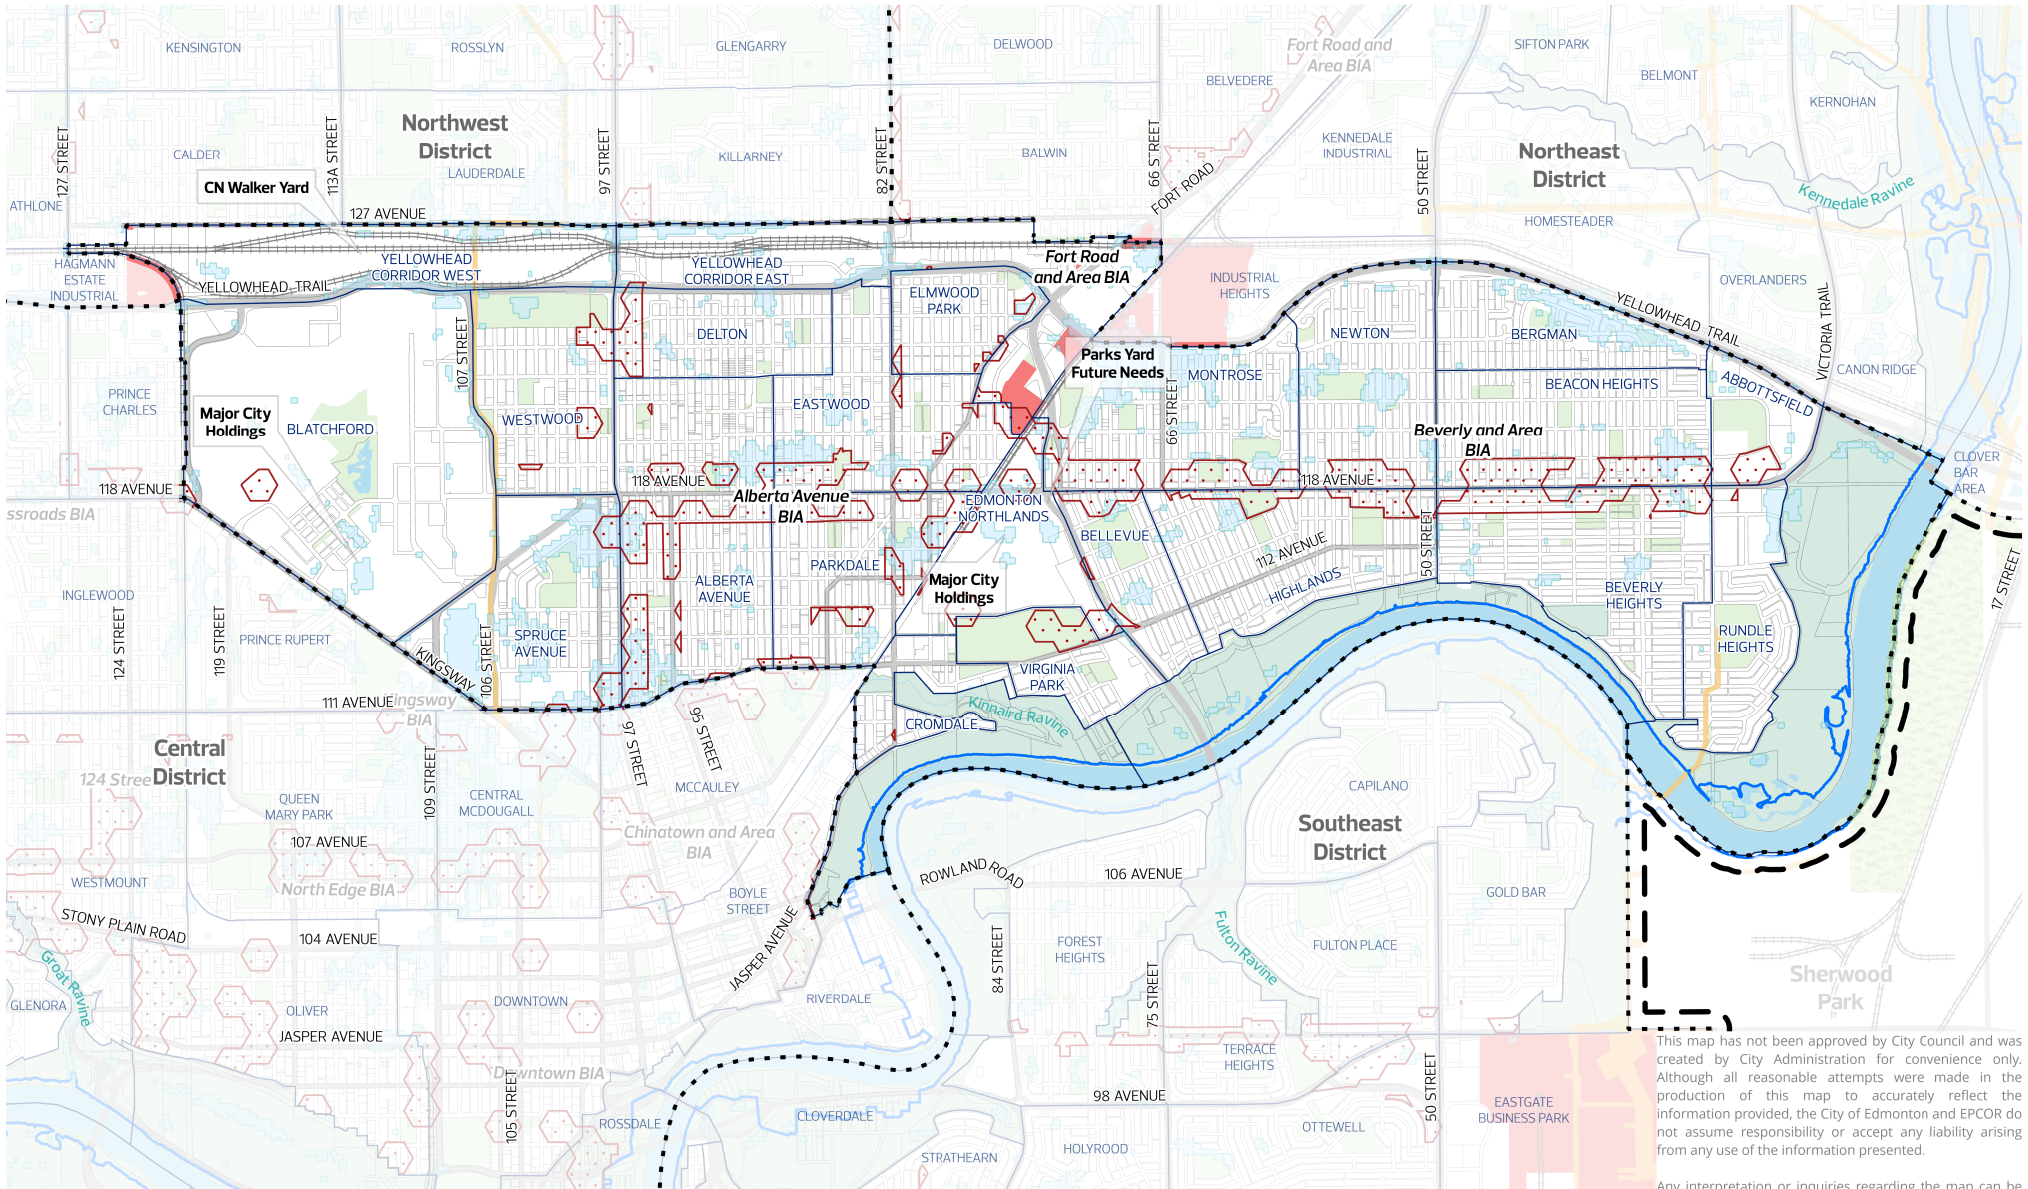 KENSINGTON
ROSSLYN
GLENGARRY
DELWOOD
Fort Road and
Area BIA
SIFTON PARK
BELVEDERE
BELMONT
KERNOHAN
127 STREET
113A STREET
Northwest
District
97 STREET
82 STREET
66 STREET
KENNEDALE
INDUSTRIAL
50 STREET
Northeast
District
CALDER
LAUDERDALE
KILLARNEY
BALWIN
FORT ROAD
Kennedale Ravine
CN Walker Yard
ATHLONE
127 AVENUE
HOMESTEADER
HAGMANN
ESTATE
INDUSTRIAL
YELLOWHEAD TRAIL
YELLOWHEAD
CORRIDOR WEST
YELLOWHEAD
CORRIDOR EAST
Fort Road
and Area BIA
INDUSTRIAL
HEIGHTS
OVERLANDERS
ELMWOOD
PARK
YELLOWHEAD TRAIL
VICTORIA TRAIL
107 STREET
DELTON
NEWTON
BERGMAN
Parks Yard
Future Needs
MONTROSE
BEACON HEIGHTS
ABBOTTSFIELD
CANON RIDGE
PRINCE
CHARLES
Major City
Holdings
BLATCHFORD
WESTWOOD
EASTWOOD
66 STREET
Beverly and Area
BIA
CLOVER
BAR
AREA
118 AVENUE
118 AVENUE
118 AVENUE
Alberta Avenue
BIA
EDMONTON
NORTHLANDS
ssroads BIA
BELLEVUE
50 STREET
112 AVENUE
HIGHLANDS
PARKDALE
ALBERTA
AVENUE
Major City
Holdings
BEVERLY
HEIGHTS
17 STREET
INGLEWOOD
124 STREET
119 STREET
PRINCE RUPERT
KINGSWAY
106 STREET
SPRUCE
AVENUE
RUNDLE
HEIGHTS
VIRGINIA
PARK
111 AVENUE
ingsway
BIA
Kinnaird Ravine
CROMDALE
97 STREET
95 STREET
Central
District
124 Stree
109 STREET
MCCAULEY
CAPILANO
QUEEN
MARY PARK
CENTRAL
MCDOUGALL
Chinatown and Area
BIA
Southeast
District
107 AVENUE
WESTMOUNT
North Edge BIA
ROWLAND ROAD
106 AVENUE
GOLD BAR
BOYLE
STREET
STONY PLAIN ROAD
104 AVENUE
JASPER AVENUE
84 STREET
FOREST
HEIGHTS
75 STREET
Fulton Ravine
FULTON PLACE
Groat Ravine
Sherwood
Park
GLENORA
OLIVER
DOWNTOWN
RIVERDALE
JASPER AVENUE
Downtown BIA
105 STREET
TERRACE
HEIGHTS
50 STREET
98 AVENUE
ROSSDALE
CLOVERDALE
OTTEWELL
EASTGATE
BUSINESS PARK
STRATHEARN
HOLYROOD
This map has not been approved by City Council and was
created by City Administration for convenience only.
Although all reasonable attempts were made in the
production of this map to accurately reflect the
information provided, the City of Edmonton and EPCOR do
not assume responsibility or accept any liability arising
from any use of the information presented.
Any interpretation or inquiries regarding the map can be